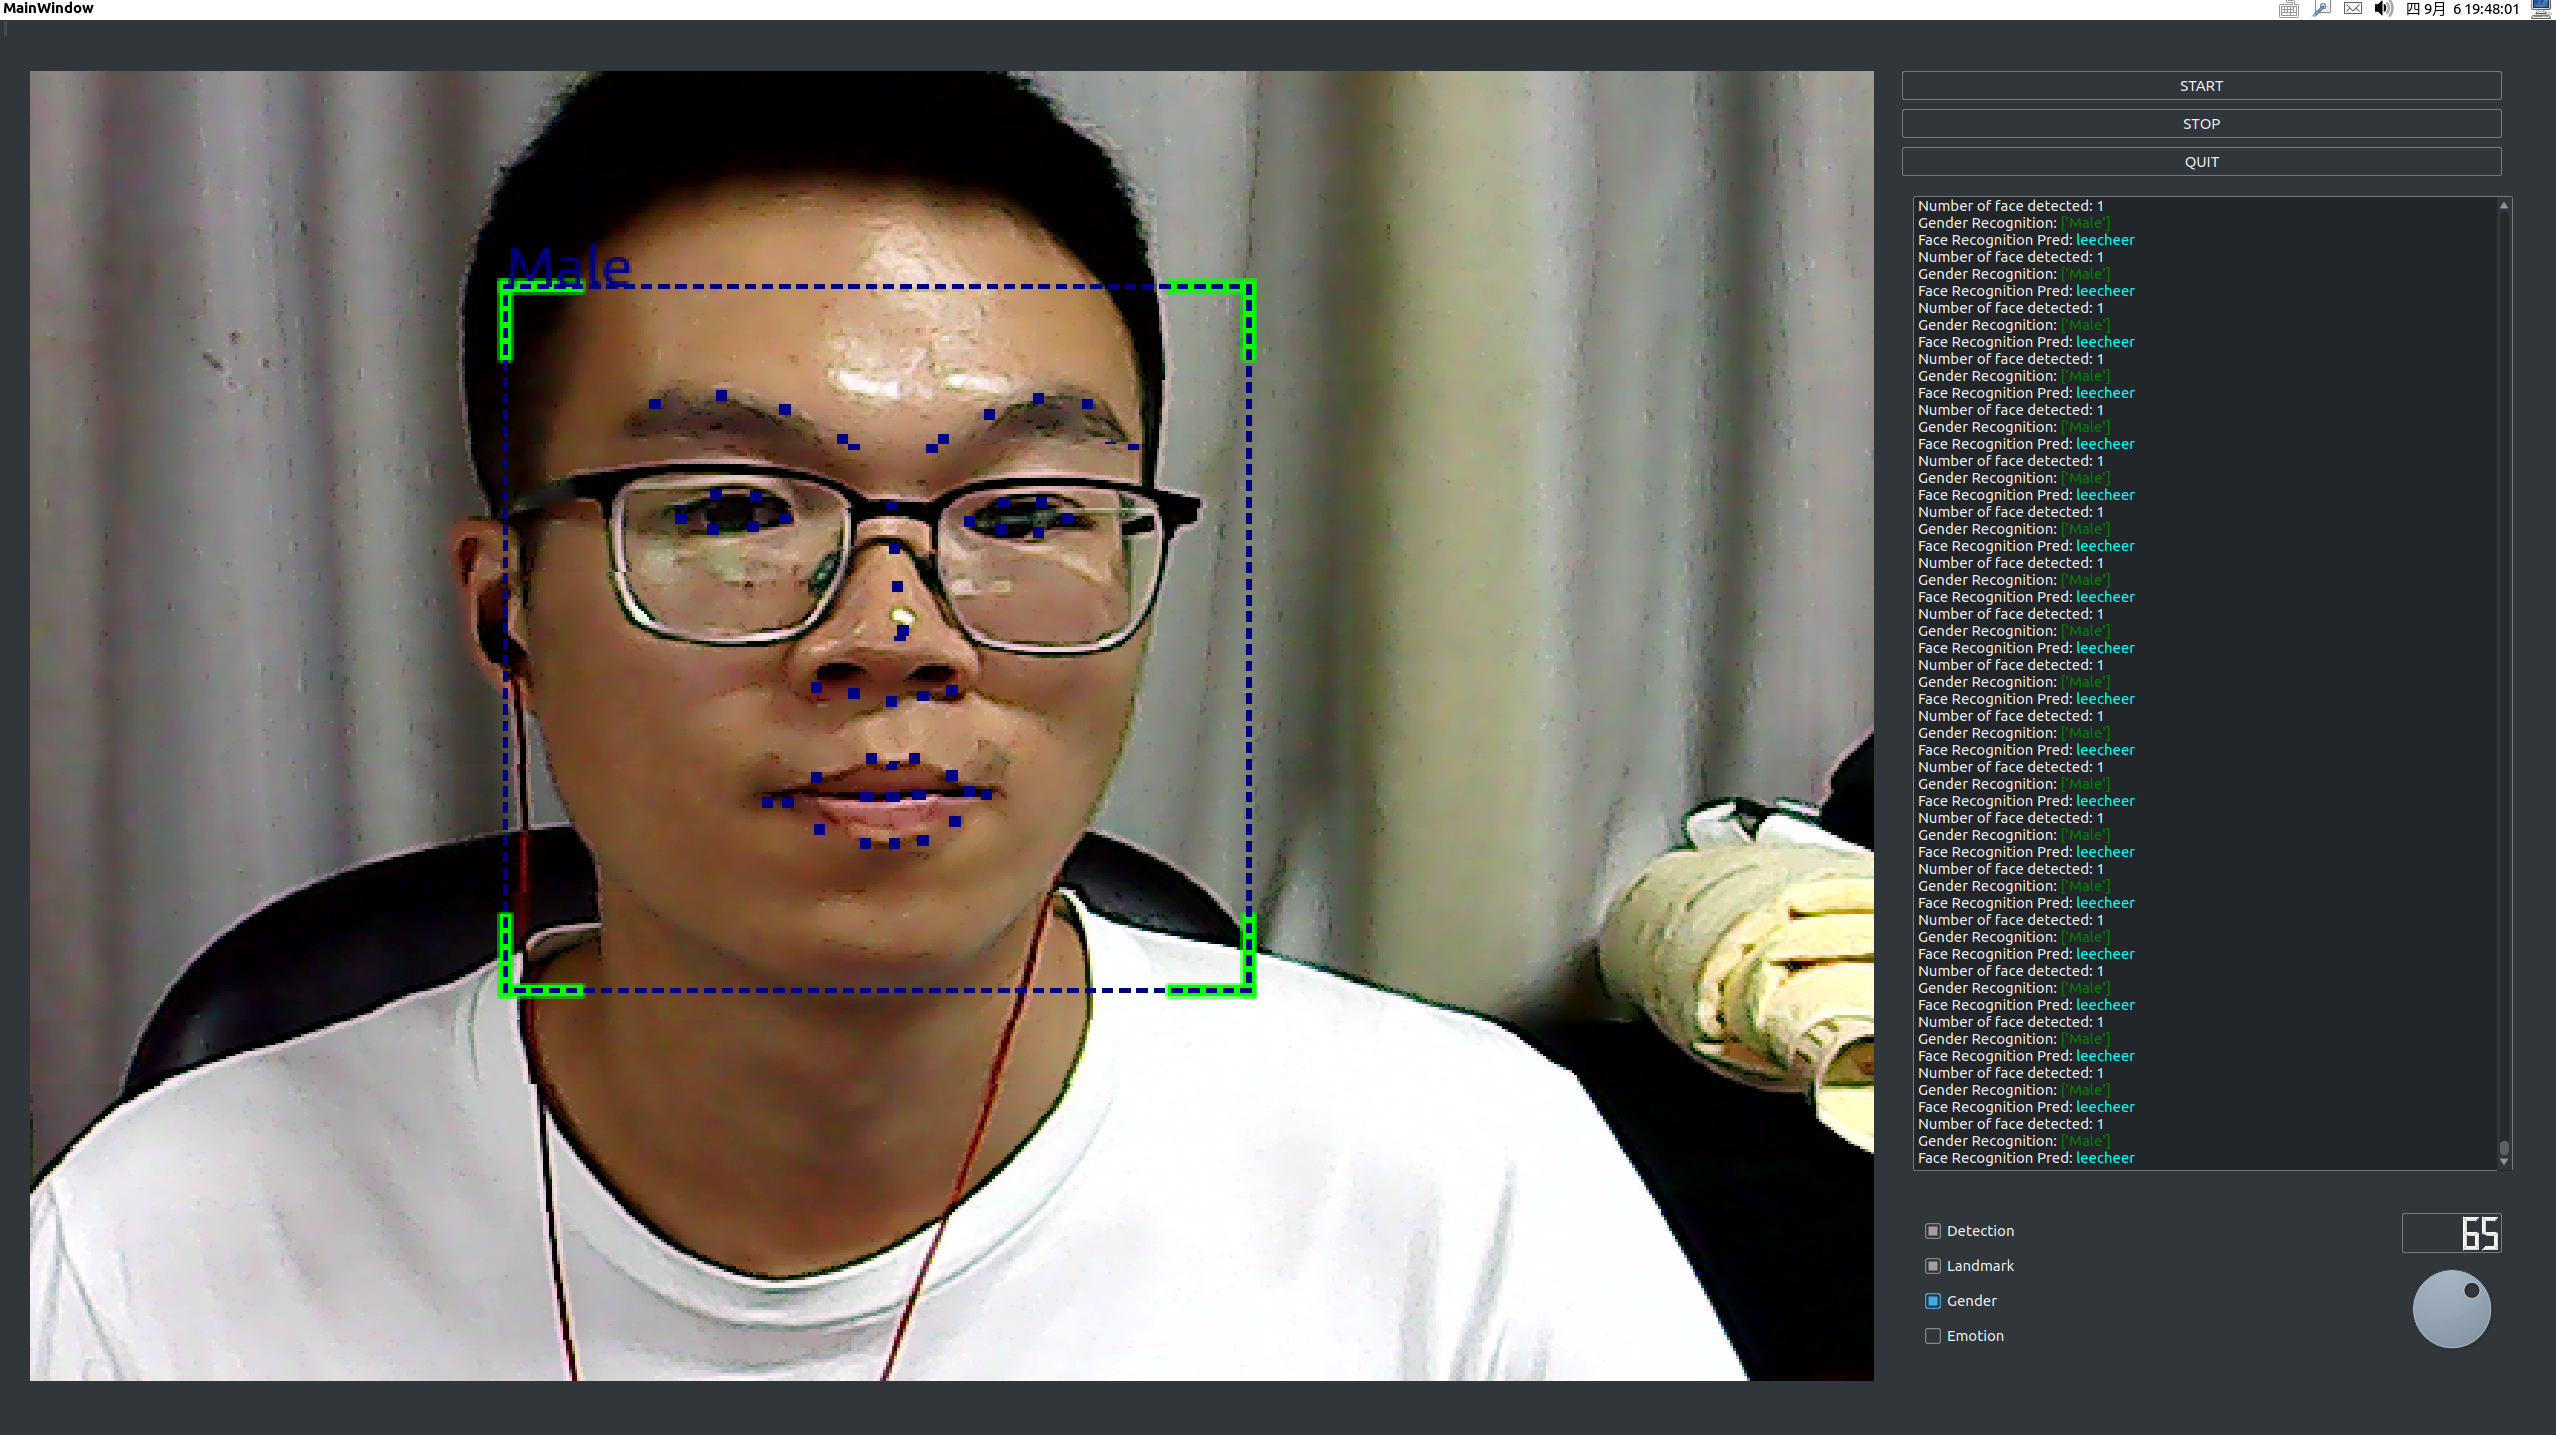 MainWindow
四 9月 6 19:48:01
Male
START
STOP
QUIT
Number of face detected: 1
Gender Recognition: ['Male']
Face Recognition Pred: leecheer
Number of face detected: 1
Gender Recognition: ['Male']
Face Recognition Pred: leecheer
Number of face detected: 1
Gender Recognition: ['Male']
Face Recognition Pred: leecheer
Number of face detected: 1
Gender Recognition: ['Male']
Face Recognition Pred: leecheer
Number of face detected: 1
Gender Recognition: ['Male']
Face Recognition Pred: leecheer
Number of face detected: 1
Gender Recognition: ['Male']
Face Recognition Pred: leecheer
Number of face detected: 1
Gender Recognition: ['Male']
Face Recognition Pred: leecheer
Number of face detected: 1
Gender Recognition: ['Male']
Face Recognition Pred: leecheer
Number of face detected: 1
Gender Recognition: ['Male']
Face Recognition Pred: leecheer
Number of face detected: 1
Gender Recognition: ['Male']
Face Recognition Pred: leecheer
Number of face detected: 1
Gender Recognition: ['Male']
Face Recognition Pred: leecheer
Number of face detected: 1
Gender Recognition: ['Male']
Face Recognition Pred: leecheer
Number of face detected: 1
Gender Recognition: ['Male']
Face Recognition Pred: leecheer
Number of face detected: 1
Gender Recognition: ['Male']
Face Recognition Pred: leecheer
Number of face detected: 1
Gender Recognition: ['Male']
Face Recognition Pred: leecheer
Number of face detected: 1
Gender Recognition: ['Male']
Face Recognition Pred: leecheer
Number of face detected: 1
Gender Recognition: ['Male']
Face Recognition Pred: leecheer
Number of face detected: 1
Gender Recognition: ['Male']
Face Recognition Pred: leecheer
Number of face detected: 1
Gender Recognition: ['Male']
Face Recognition Pred: leecheer
Detection
65
Landmark
Gender
Emotion